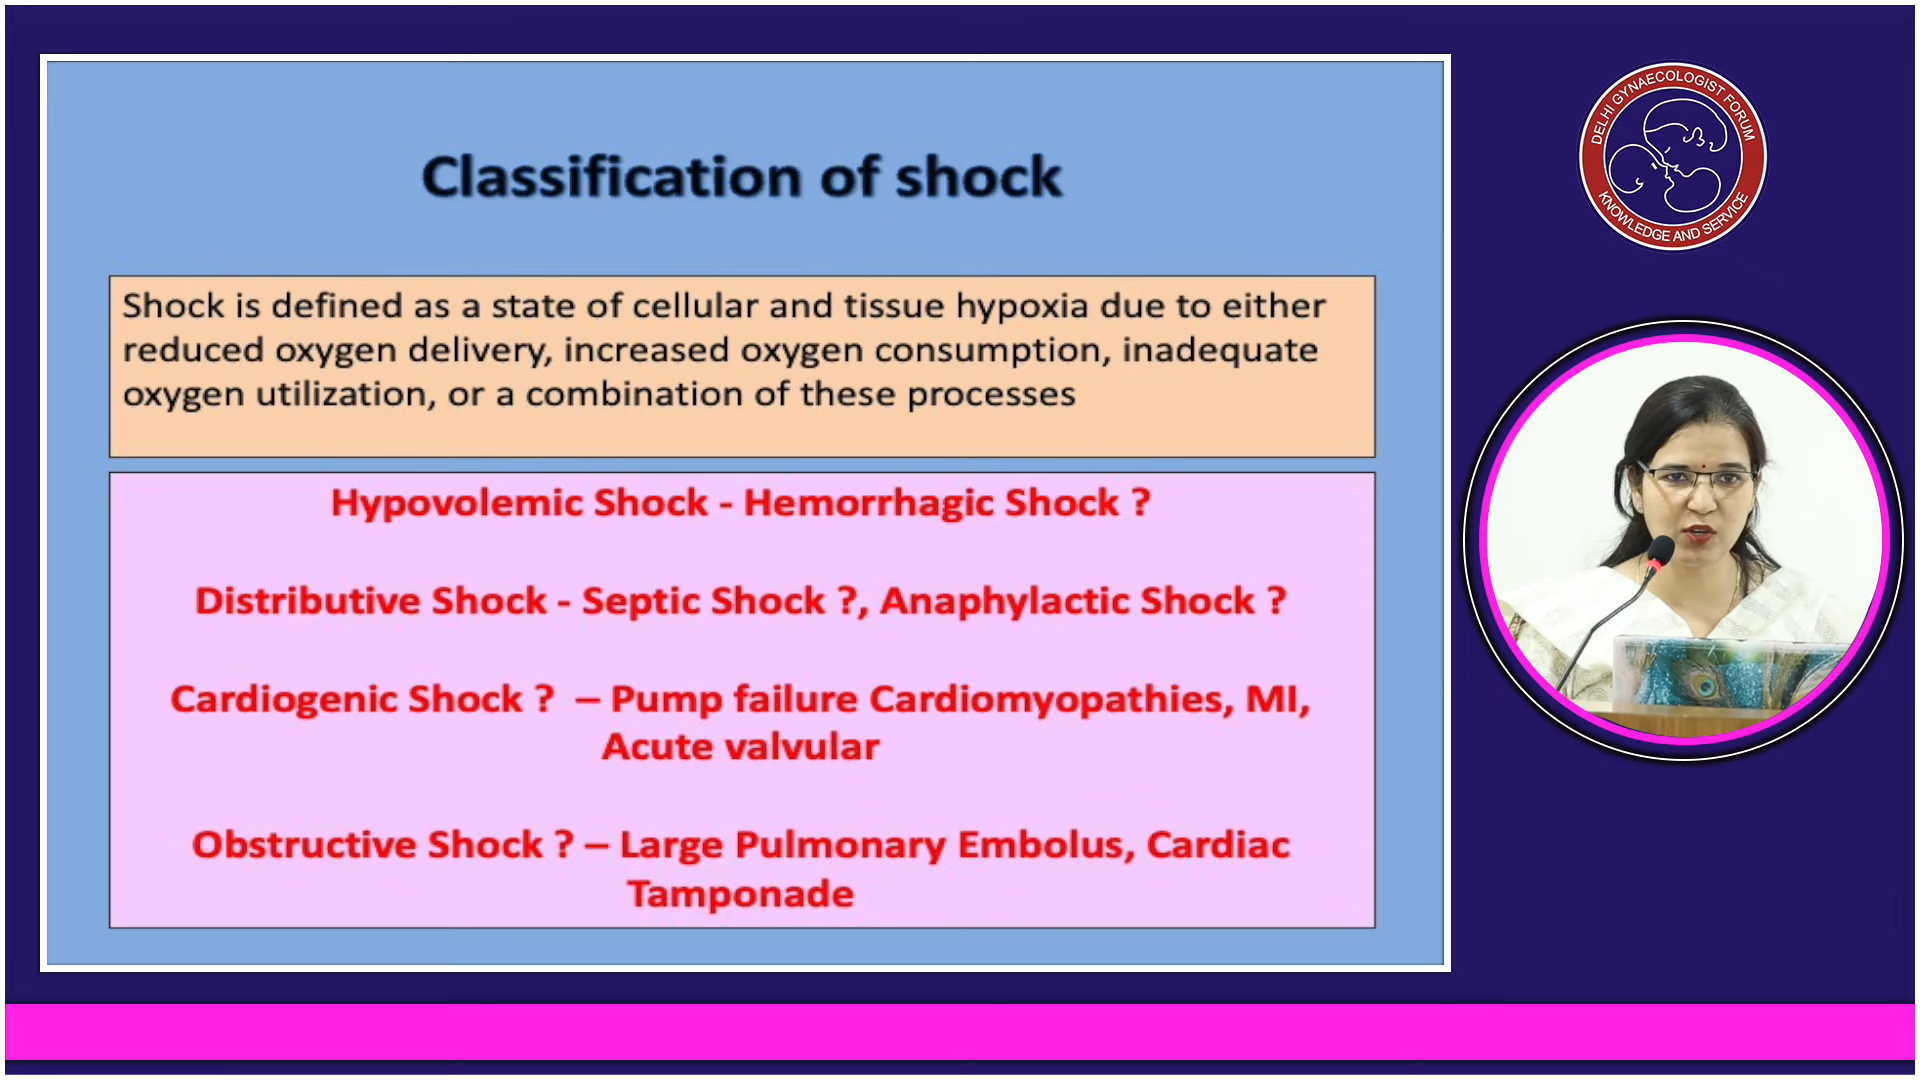 Classification of shock
Shock is defined as a state of cellular and tissue hypoxia due to either
reduced oxygen delivery, increased oxygen consumption, inadequate
oxygen utilization, or a combination of these processes
Hypovolemic Shock - Hemorrhagic Shock ?
Distributive Shock - Septic Shock ?, Anaphylactic Shock ?
Cardiogenic Shock ? – Pump failure Cardiomyopathies, MI,
Acute valvular
Obstructive Shock ? – Large Pulmonary Embolus, Cardiac
Tamponade
DELHI GYNAECOLOGIST FORUM
KNOWLEDGE AND SERVICE